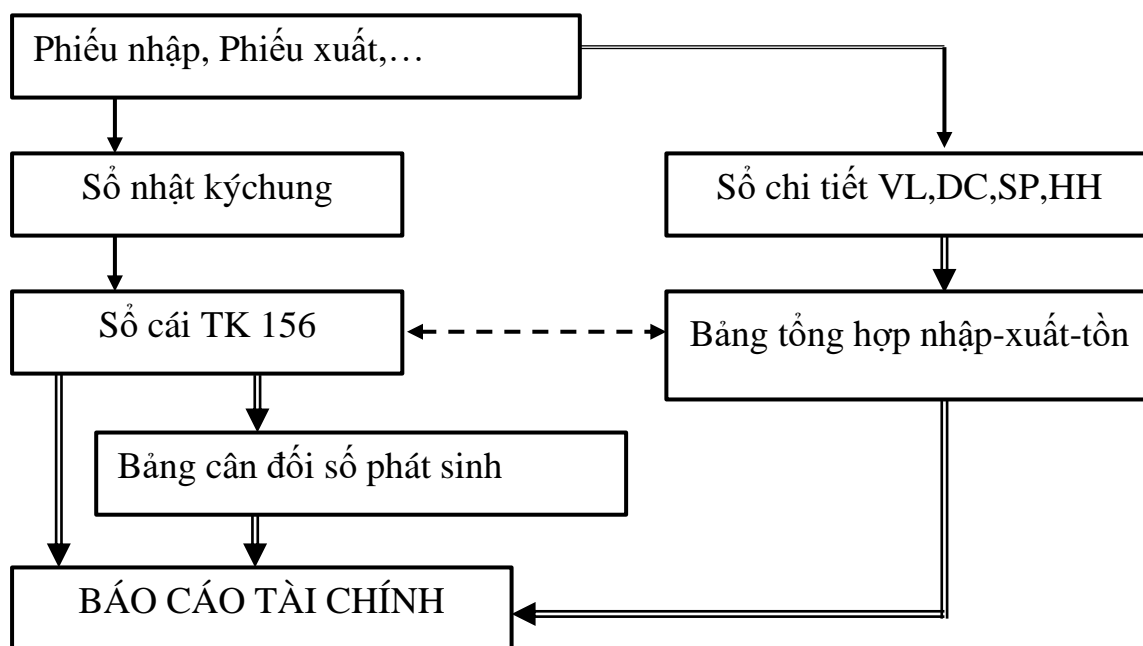 Phiếu nhập, Phiếu xuất,…
Sổ nhật kýchung
Sổ chi tiết VL,DC,SP,HH
Sổ cái TK 156
Bảng tổng hợp nhập-xuất-tồn
Bảng cân đối số phát sinh
BÁO CÁO TÀI CHÍNH